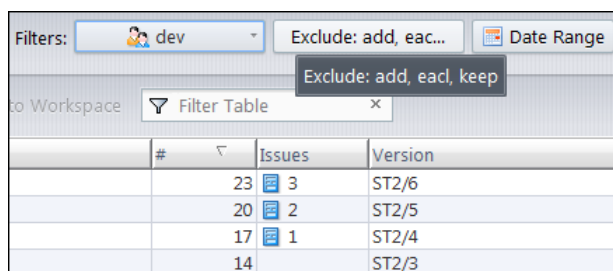 Filters: dev Exclude: add, eac... Date Range
Exclude: add, eacl, keep
to Workspace Filter Table ×
# Issues Version
23 3 ST2/6
20 2 ST2/5
17 1 ST2/4
14 ST2/3